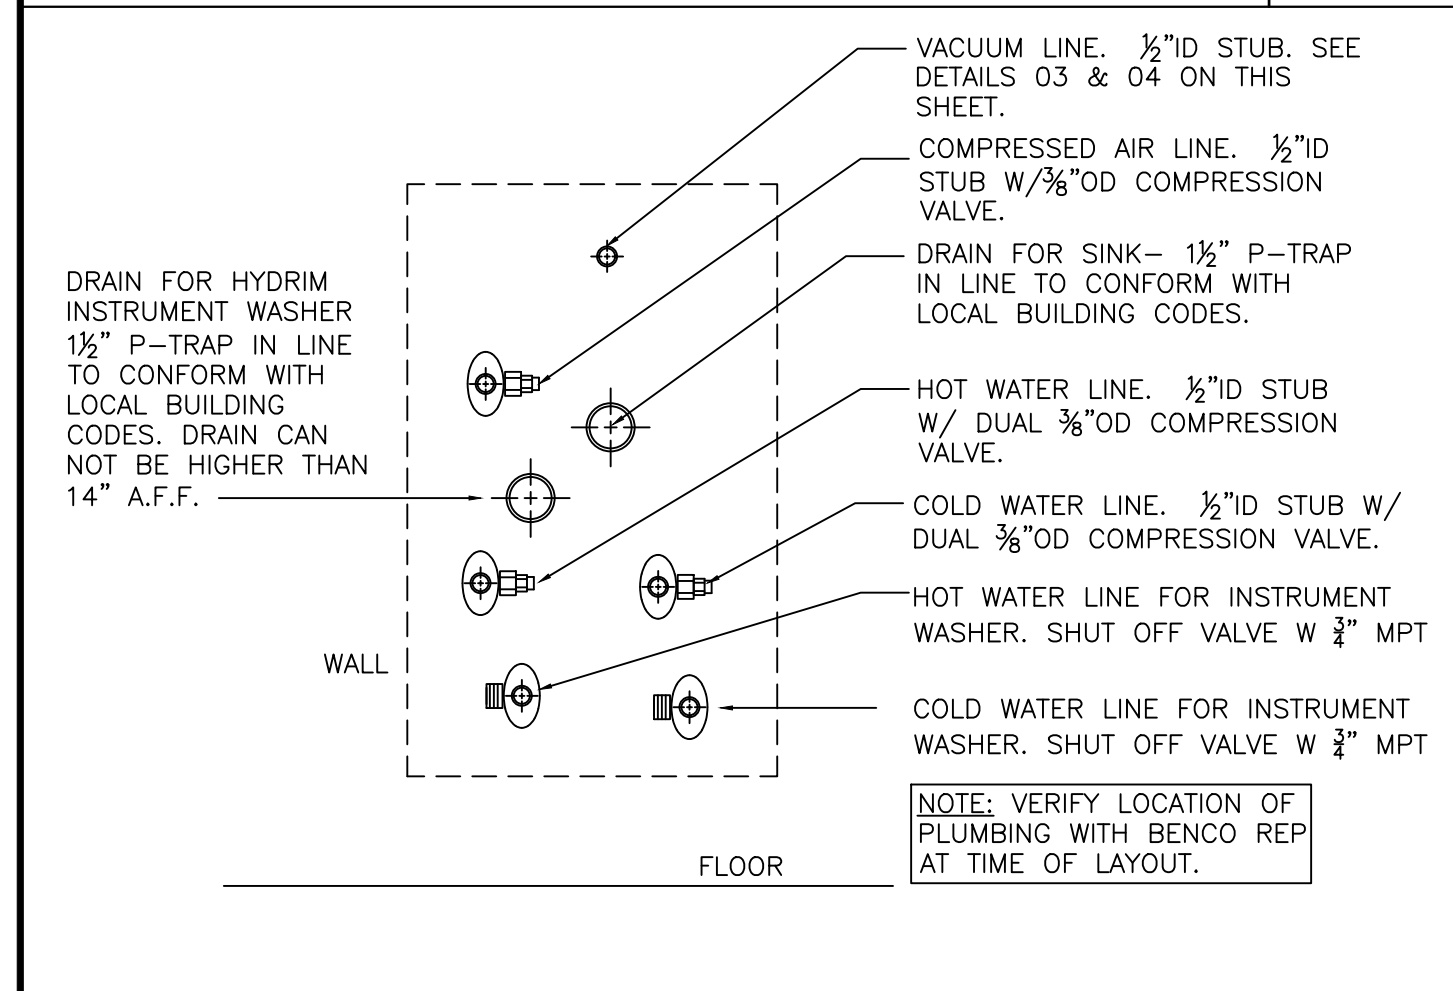 VACUUM LINE. ½"ID STUB. SEE
DETAILS 03 & 04 ON THIS
SHEET.
COMPRESSED AIR LINE. ½"ID
STUB W/⅜"OD COMPRESSION
VALVE.
DRAIN FOR SINK– 1½" P–TRAP
IN LINE TO CONFORM WITH
LOCAL BUILDING CODES.
DRAIN FOR HYDRIM
INSTRUMENT WASHER
1½" P–TRAP IN LINE
TO CONFORM WITH
LOCAL BUILDING
CODES. DRAIN CAN
NOT BE HIGHER THAN
14" A.F.F.
HOT WATER LINE. ½"ID STUB
W/ DUAL ⅜"OD COMPRESSION
VALVE.
COLD WATER LINE. ½"ID STUB W/
DUAL ⅜"OD COMPRESSION VALVE.
HOT WATER LINE FOR INSTRUMENT
WASHER. SHUT OFF VALVE W ¾" MPT
WALL
COLD WATER LINE FOR INSTRUMENT
WASHER. SHUT OFF VALVE W ¾" MPT
NOTE: VERIFY LOCATION OF
PLUMBING WITH BENCO REP
AT TIME OF LAYOUT.
FLOOR